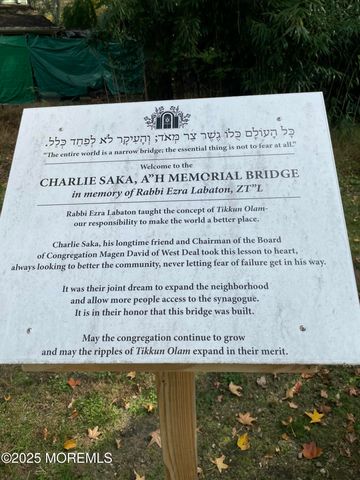 כָּל הָעוֹלָם כֻּלּוֹ גֶּשֶׁר צַר מְאֹד; וְהָעִיקָר לֹא לְפַחֵד כְּלָל.
"The entire world is a narrow bridge; the essential thing is not to fear at all."
Welcome to the
CHARLIE SAKA, A"H MEMORIAL BRIDGE
in memory of Rabbi Ezra Labaton, ZT"L
Rabbi Ezra Labaton taught the concept of Tikkun Olam-
our responsibility to make the world a better place.
Charlie Saka, his longtime friend and Chairman of the Board
of Congregation Magen David of West Deal took this lesson to heart,
always looking to better the community, never letting fear of failure get in his way.
It was their joint dream to expand the neighborhood
and allow more people access to the synagogue.
It is in their honor that this bridge was built.
May the congregation continue to grow
and may the ripples of Tikkun Olam expand in their merit.
©2025 MOREMLS